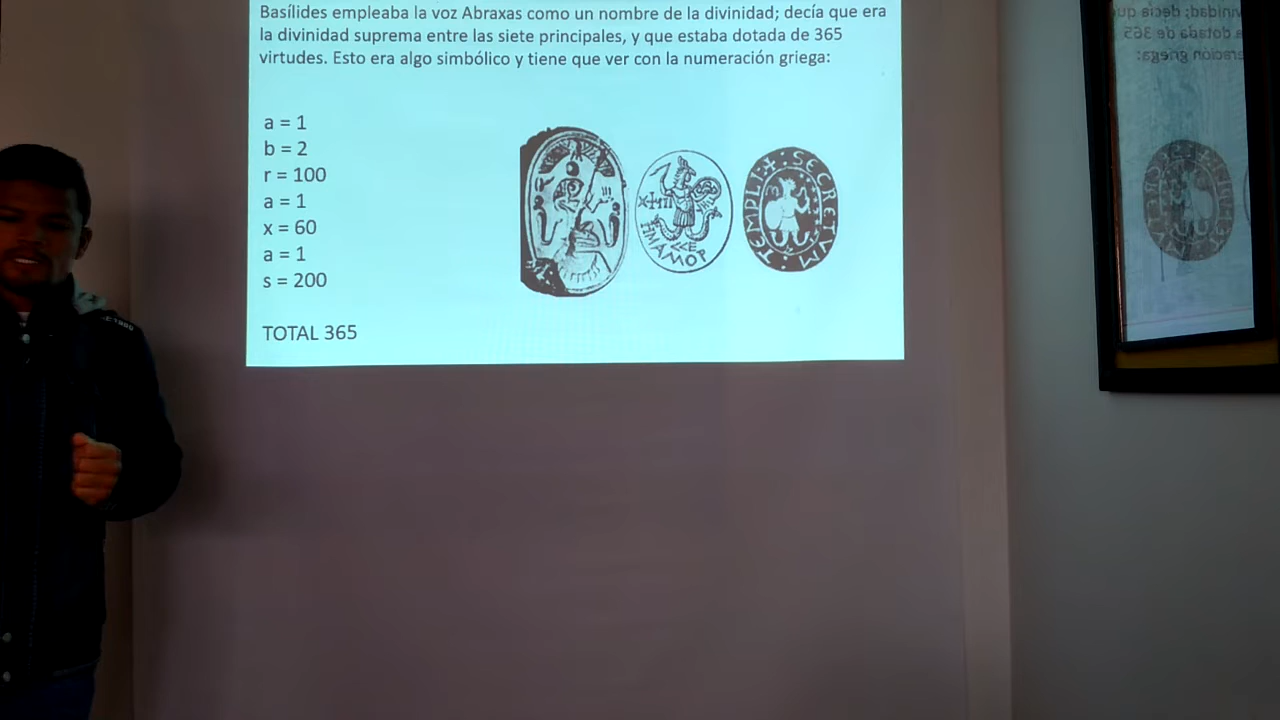 Basílides empleaba la voz Abraxas como un nombre de la divinidad; decía que era
la divinidad suprema entre las siete principales, y que estaba dotada de 365
virtudes. Esto era algo simbólico y tiene que ver con la numeración griega:
a = 1
b = 2
r = 100
a = 1
x = 60
a = 1
s = 200
TOTAL 365
SECRETVM
TEMPLI